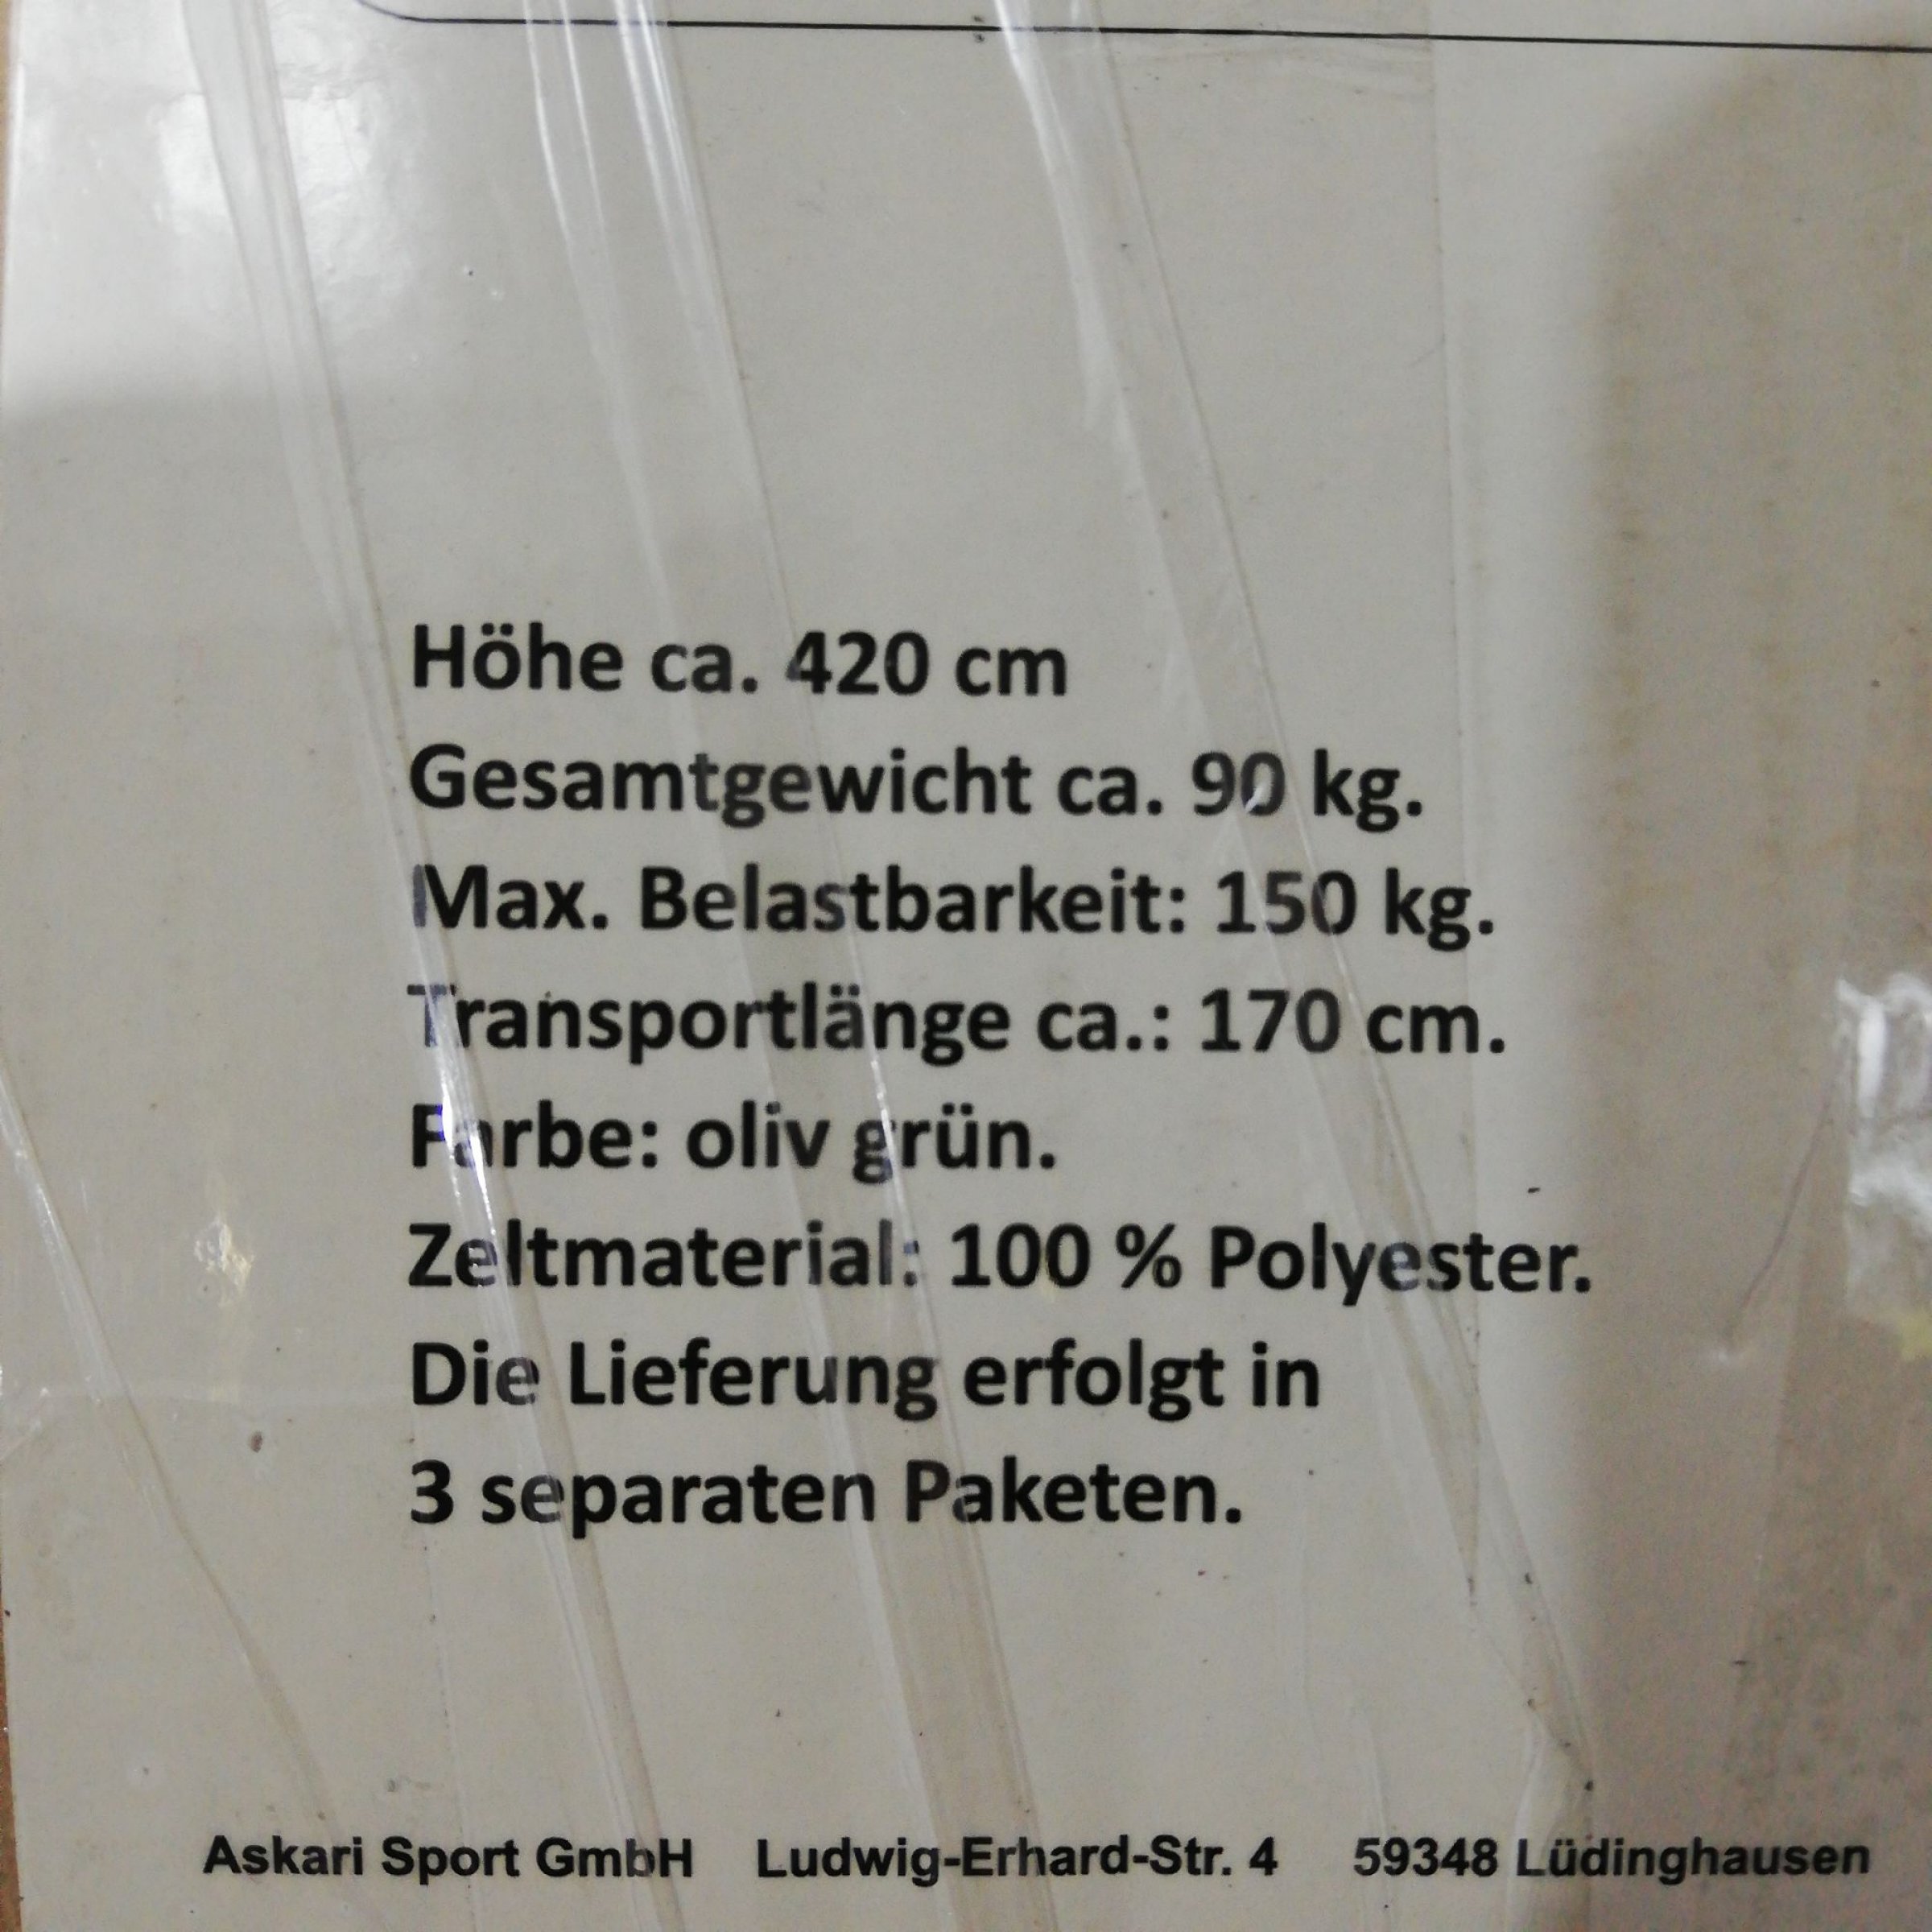 Höhe ca. 420 cm
Gesamtgewicht ca. 90 kg.
Max. Belastbarkeit: 150 kg.
Transportlänge ca.: 170 cm.
Farbe: oliv grün.
Zeltmaterial: 100 % Polyester.
Die Lieferung erfolgt in
3 separaten Paketen.
Askari Sport GmbH Ludwig-Erhard-Str. 4 59348 Lüdinghausen